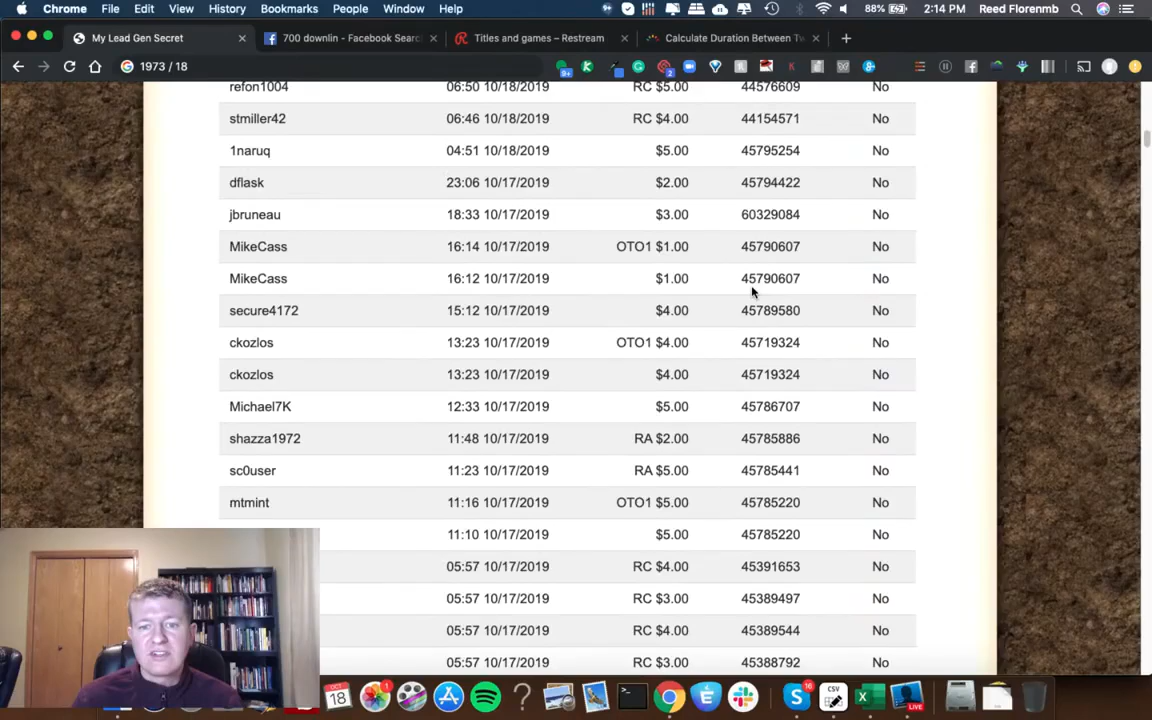 Chrome File Edit View History Bookmarks People Window Help 88% Fri 2:14 PM Reed Florenmb
My Lead Gen Secret 700 downlin - Facebook Searc Titles and games – Restream Calculate Duration Between Tw
1973 / 18
refon1004 06:50 10/18/2019 RC $5.00 44576609 No
stmiller42 06:46 10/18/2019 RC $4.00 44154571 No
1naruq 04:51 10/18/2019 $5.00 45795254 No
dflask 23:06 10/17/2019 $2.00 45794422 No
jbruneau 18:33 10/17/2019 $3.00 60329084 No
MikeCass 16:14 10/17/2019 OTO1 $1.00 45790607 No
MikeCass 16:12 10/17/2019 $1.00 45790607 No
secure4172 15:12 10/17/2019 $4.00 45789580 No
ckozlos 13:23 10/17/2019 OTO1 $4.00 45719324 No
ckozlos 13:23 10/17/2019 $4.00 45719324 No
Michael7K 12:33 10/17/2019 $5.00 45786707 No
shazza1972 11:48 10/17/2019 RA $2.00 45785886 No
sc0user 11:23 10/17/2019 RA $5.00 45785441 No
mtmint 11:16 10/17/2019 OTO1 $5.00 45785220 No
11:10 10/17/2019 $5.00 45785220 No
05:57 10/17/2019 RC $4.00 45391653 No
05:57 10/17/2019 RC $3.00 45389497 No
05:57 10/17/2019 RC $4.00 45389544 No
05:57 10/17/2019 RC $3.00 45388792 No
18